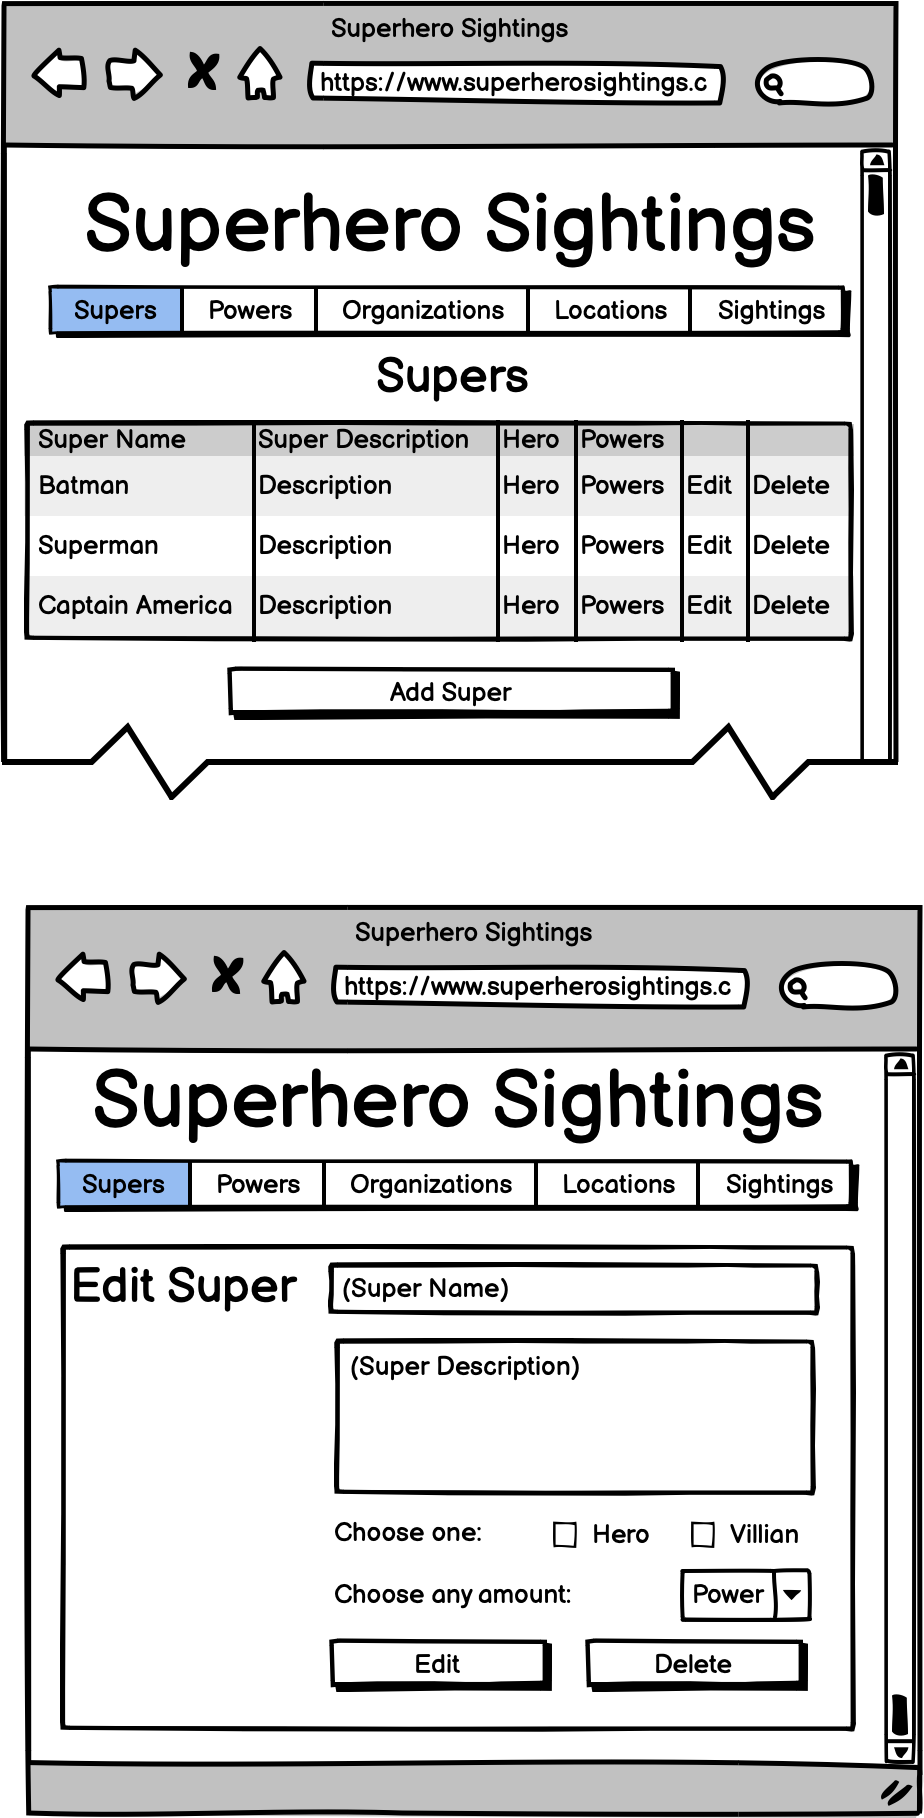 Superhero Sightings
https://www.superherosightings.c
Superhero Sightings
Supers Powers Organizations Locations Sightings
Supers
Super Name Super Description Hero Powers
Batman Description Hero Powers Edit Delete
Superman Description Hero Powers Edit Delete
Captain America Description Hero Powers Edit Delete
Add Super
Superhero Sightings
https://www.superherosightings.c
Superhero Sightings
Supers Powers Organizations Locations Sightings
Edit Super (Super Name)
(Super Description)
Choose one: Hero Villian
Choose any amount: Power
Edit Delete